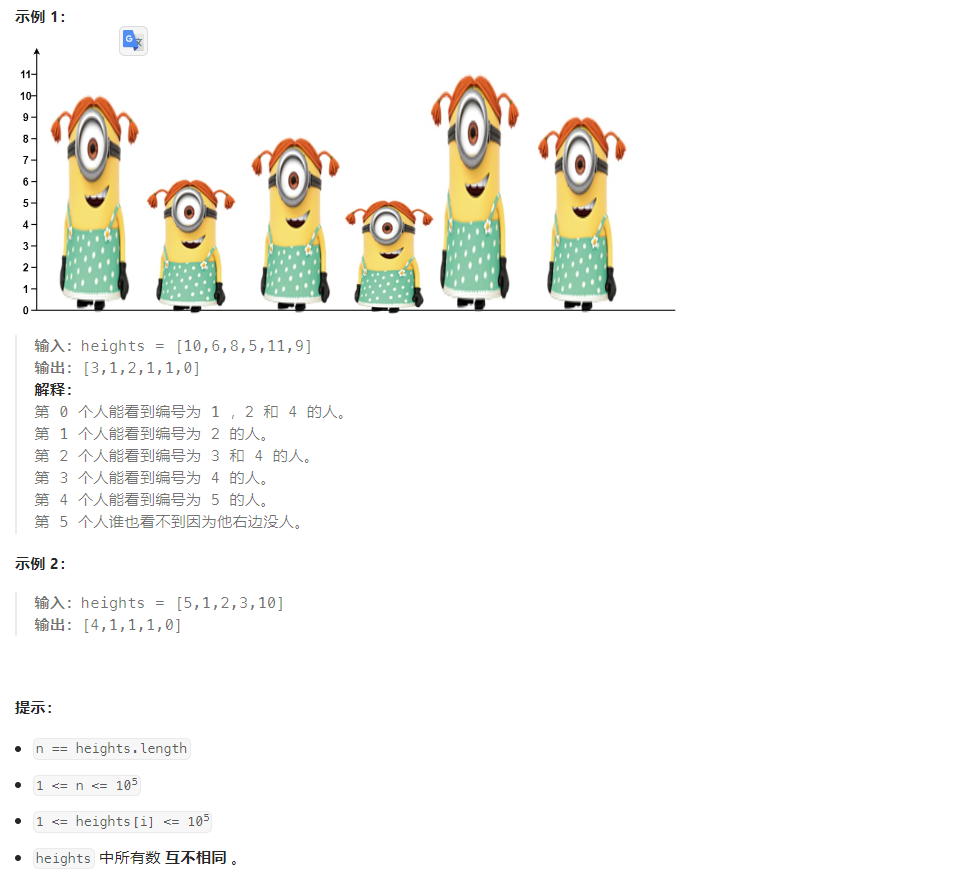 示例 1：
11
10
9
8
7
6
5
4
3
2
1
0
输入：heights = [10,6,8,5,11,9]
输出：[3,1,2,1,1,0]
解释：
第 0 个人能看到编号为 1 ，2 和 4 的人。
第 1 个人能看到编号为 2 的人。
第 2 个人能看到编号为 3 和 4 的人。
第 3 个人能看到编号为 4 的人。
第 4 个人能看到编号为 5 的人。
第 5 个人谁也看不到因为他右边没人。
示例 2：
输入：heights = [5,1,2,3,10]
输出：[4,1,1,1,0]
提示：
n == heights.length
1 <= n <= 10⁵
1 <= heights[i] <= 10⁵
heights 中所有数 互不相同 。